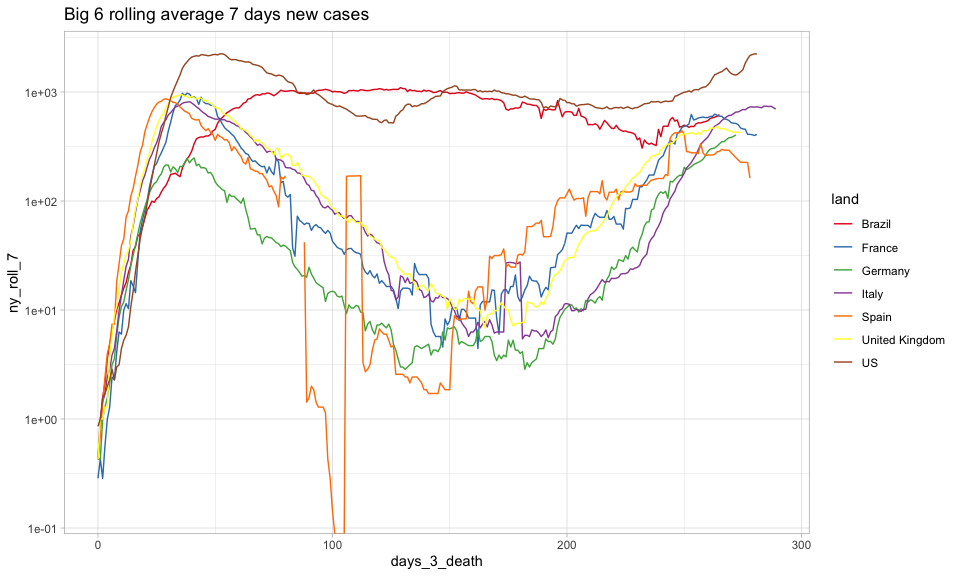 Big 6 rolling average 7 days new cases
ny_roll_7
1e+03
1e+02
1e+01
1e+00
1e-01
0
100
200
300
days_3_death
land
Brazil
France
Germany
Italy
Spain
United Kingdom
US